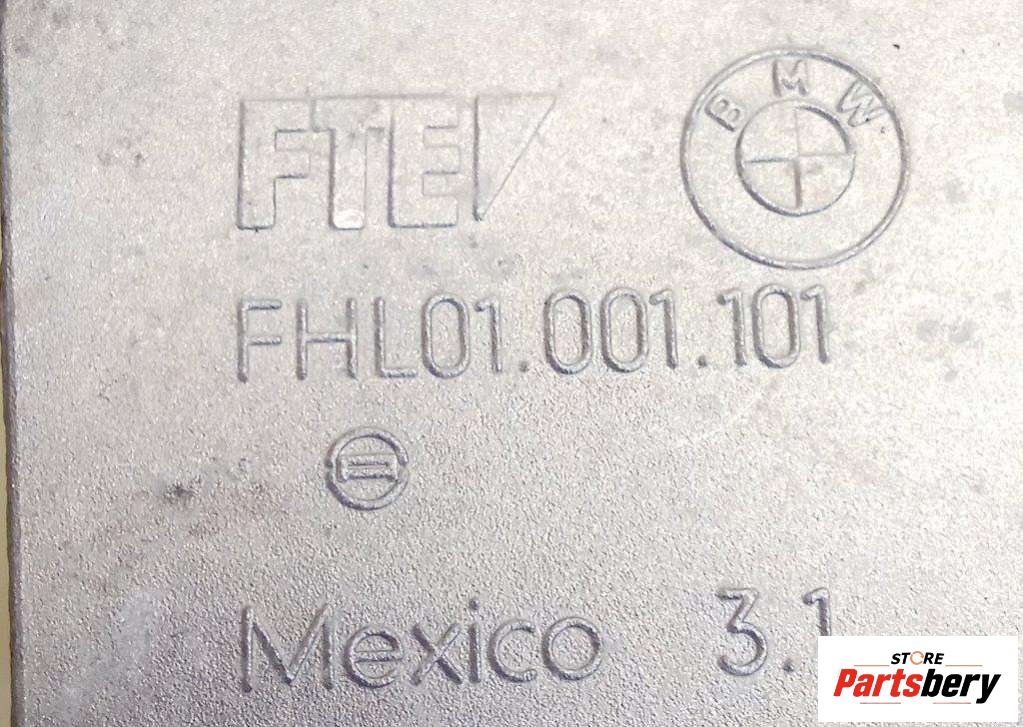 FTE
BMW
FHL01.001.101
Mexico 3.1
STORE
Partsbery